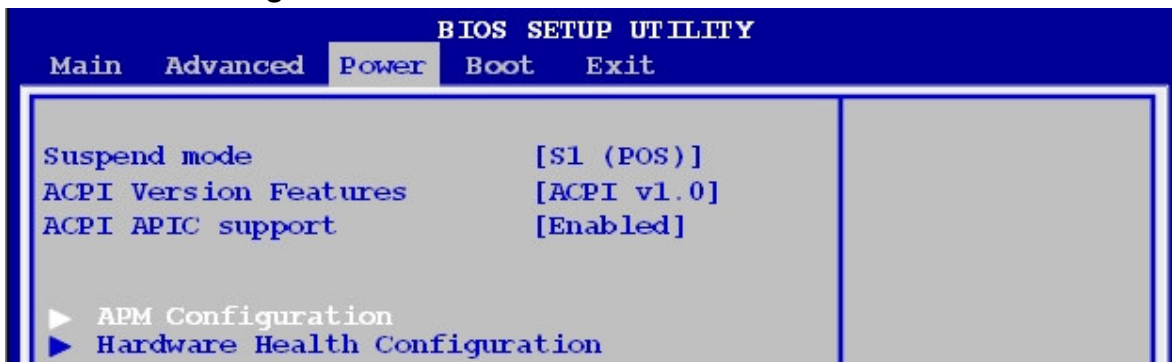 BIOS SETUP UTILITY
Main Advanced Power Boot Exit
Suspend mode [S1 (POS)]
ACPI Version Features [ACPI v1.0]
ACPI APIC support [Enabled]
▶ APM Configuration
▶ Hardware Health Configuration